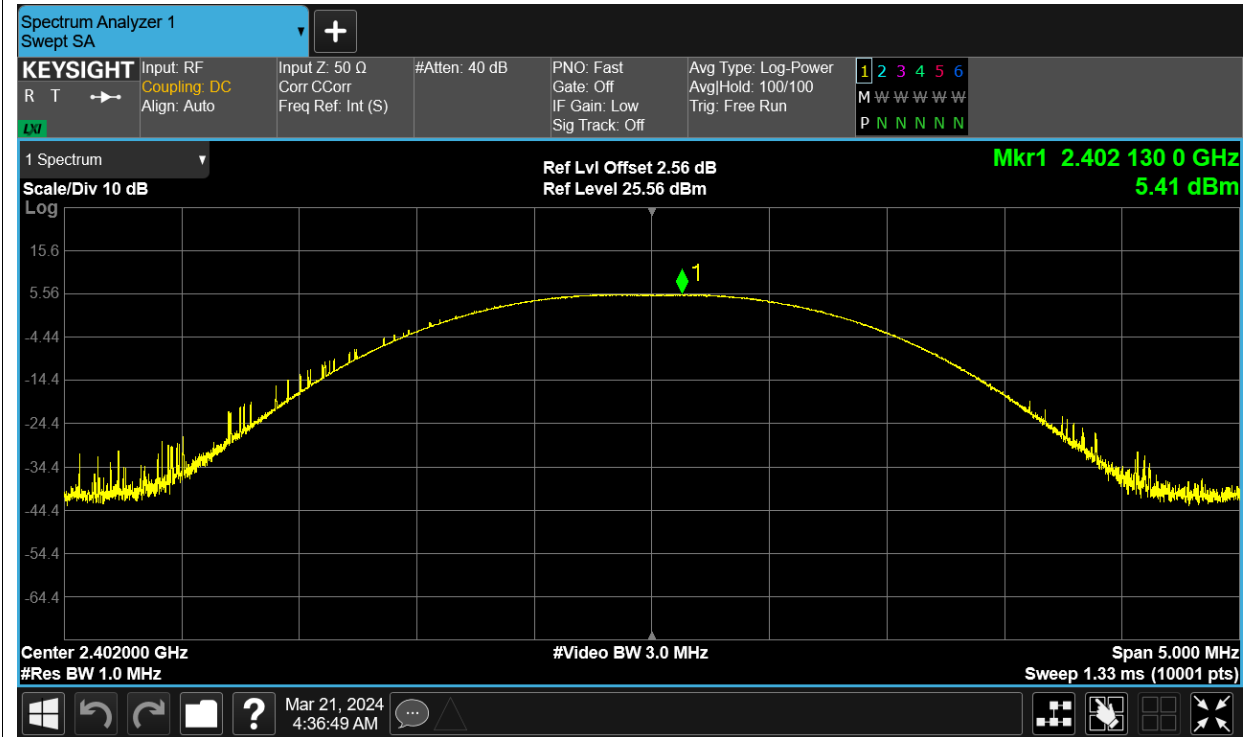 Spectrum Analyzer 1
Swept SA
KEYSIGHT
R T
LXI
Input: RF
Coupling: DC
Align: Auto
Input Z: 50 Ω
Corr CCorr
Freq Ref: Int (S)
#Atten: 40 dB
PNO: Fast
Gate: Off
IF Gain: Low
Sig Track: Off
Avg Type: Log-Power
Avg|Hold: 100/100
Trig: Free Run
1 2 3 4 5 6
M W W W W W
P N N N N N
1 Spectrum
Scale/Div 10 dB
Log
Ref Lvl Offset 2.56 dB
Ref Level 25.56 dBm
Mkr1 2.402 130 0 GHz
5.41 dBm
1
15.6
5.56
-4.44
-14.4
-24.4
-34.4
-44.4
-54.4
-64.4
Center 2.402000 GHz
#Video BW 3.0 MHz
Span 5.000 MHz
#Res BW 1.0 MHz
Sweep 1.33 ms (10001 pts)
?
Mar 21, 2024
4:36:49 AM